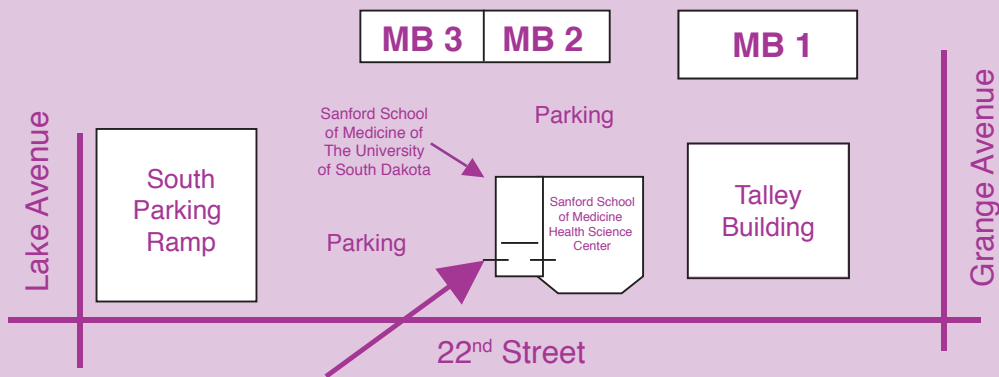 MB 3
MB 2
MB 1
Sanford School
of Medicine of
The University
of South Dakota
Parking
Lake Avenue
South
Parking
Ramp
Parking
Sanford School
of Medicine
Health Science
Center
Talley
Building
Grange Avenue
22nd Street